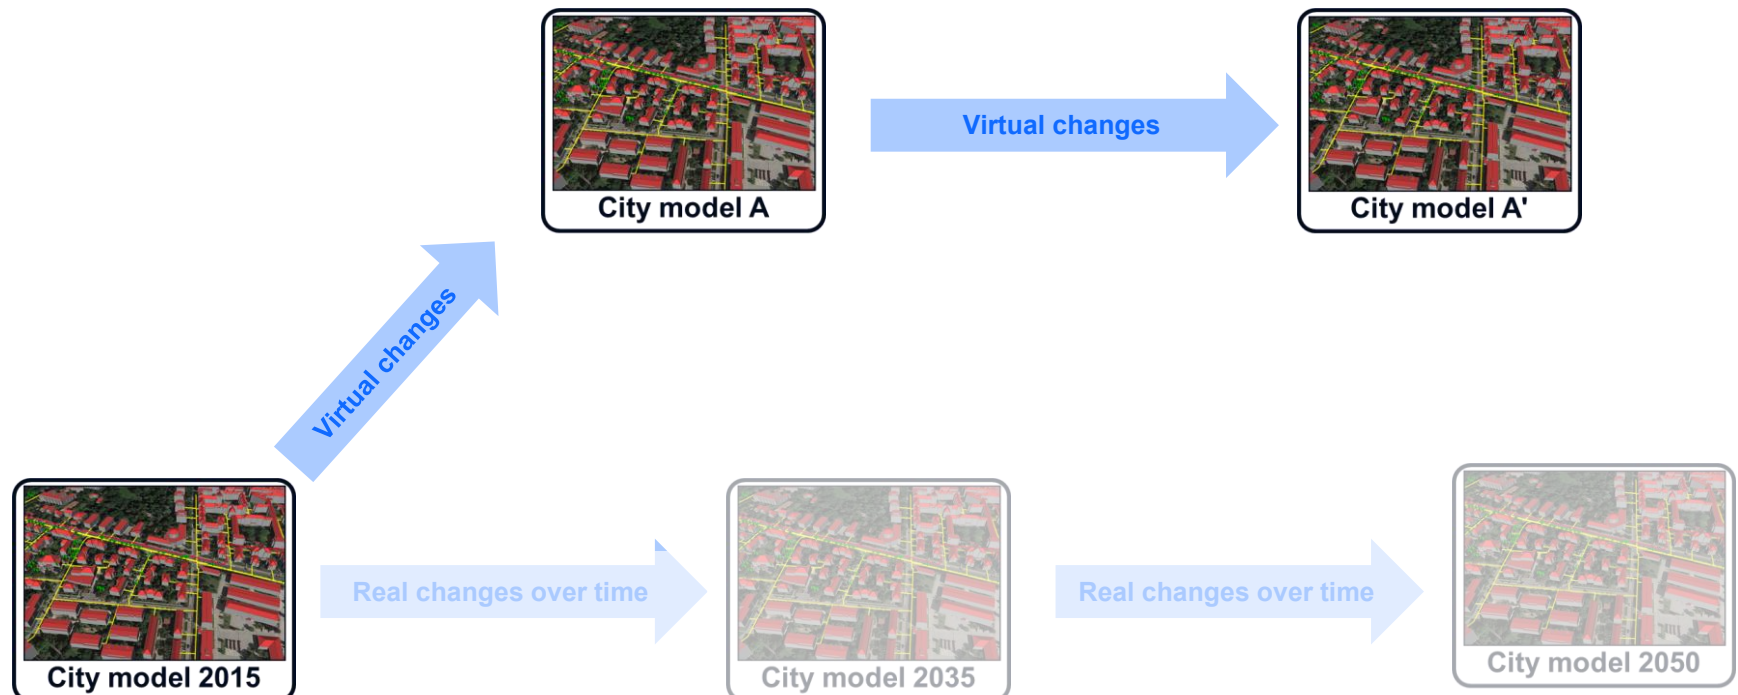 City model A
Virtual changes
City model A'
Virtual changes
City model 2015
Real changes over time
City model 2035
Real changes over time
City model 2050